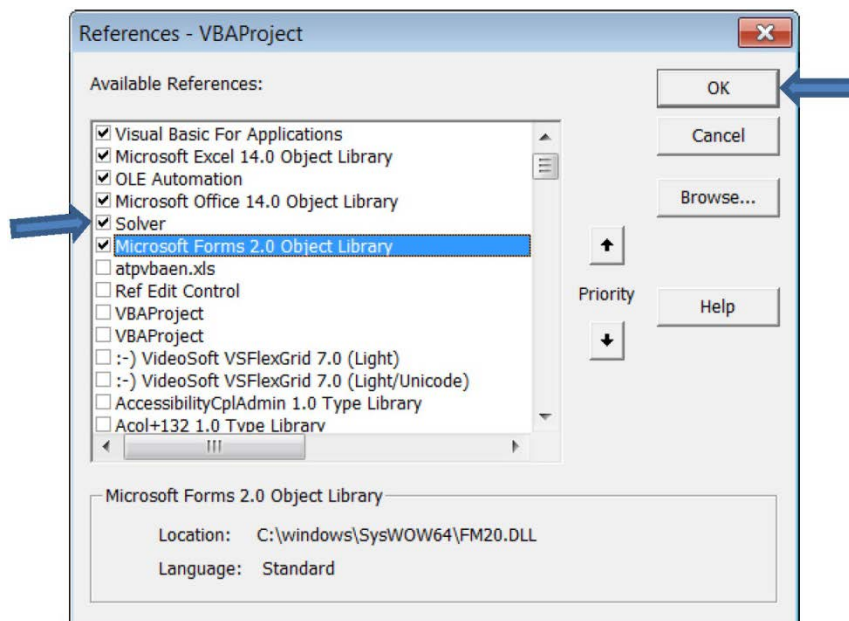 References - VBAProject
Available References:
Visual Basic For Applications
Microsoft Excel 14.0 Object Library
OLE Automation
Microsoft Office 14.0 Object Library
Solver
Microsoft Forms 2.0 Object Library
atpvbaen.xls
Ref Edit Control
VBAProject
VBAProject
:-) VideoSoft VSFlexGrid 7.0 (Light)
:-) VideoSoft VSFlexGrid 7.0 (Light/Unicode)
AccessibilityCplAdmin 1.0 Type Library
Acol+132 1.0 Type Library
Priority
OK
Cancel
Browse...
Help
Microsoft Forms 2.0 Object Library
Location: C:\windows\SysWOW64\FM20.DLL
Language: Standard